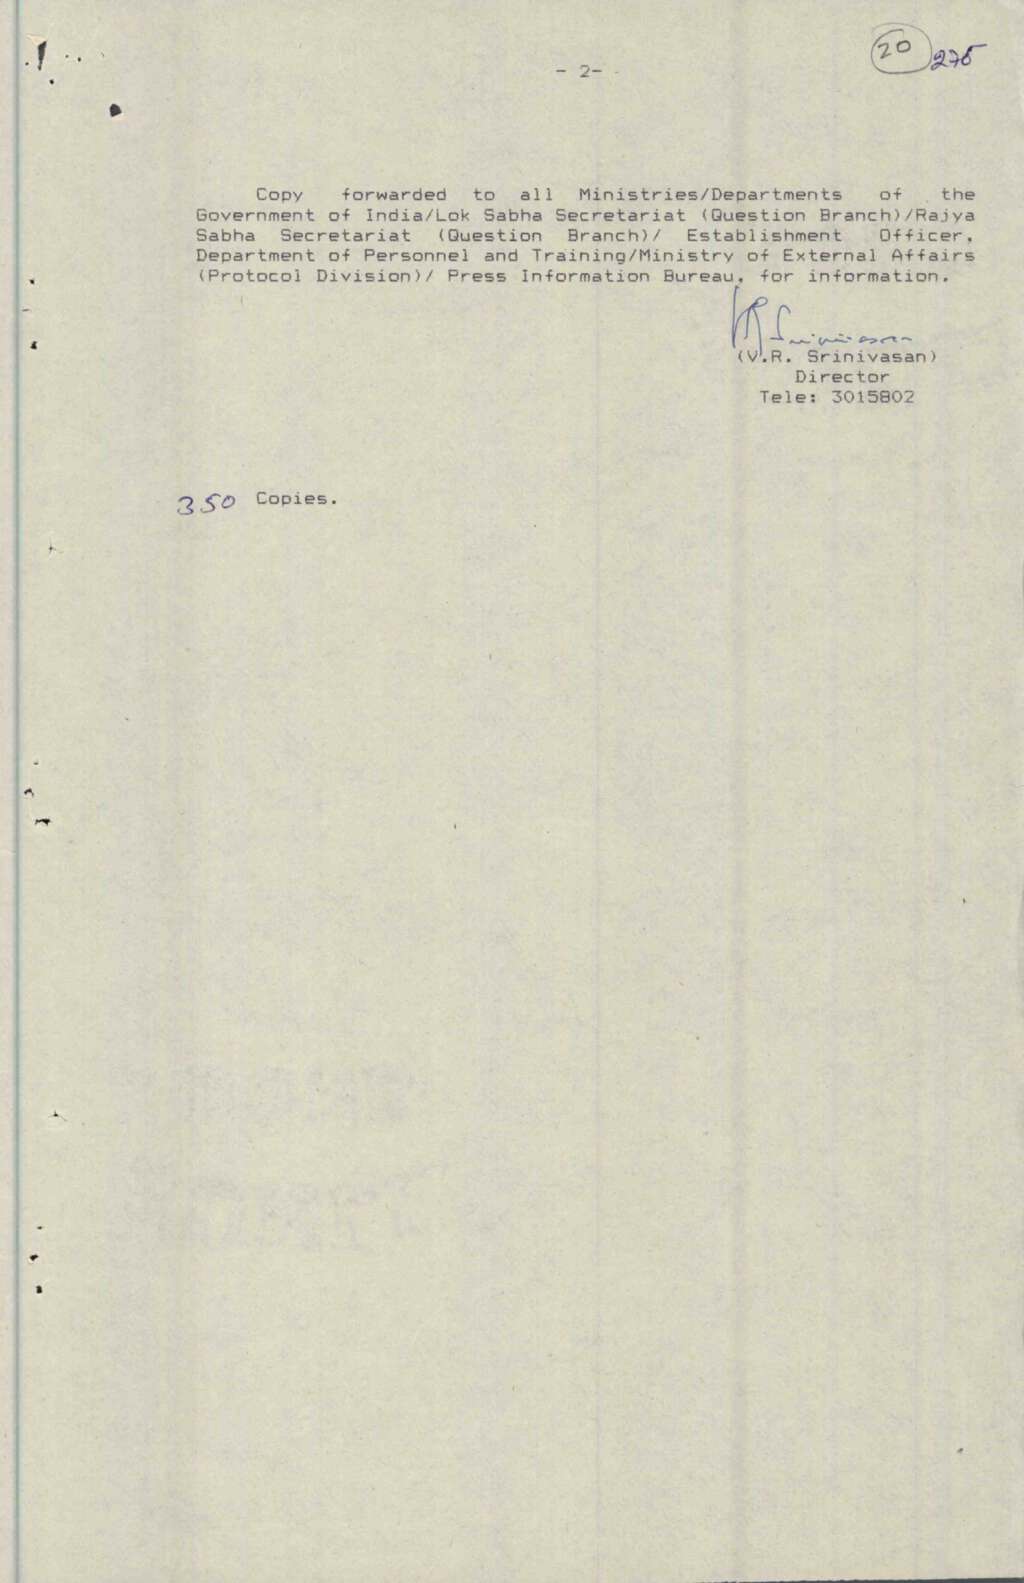 - 2-
20
275
Copy forwarded to all Ministries/Departments of the
Government of India/Lok Sabha Secretariat (Question Branch)/Rajya
Sabha Secretariat (Question Branch)/ Establishment Officer,
Department of Personnel and Training/Ministry of External Affairs
(Protocol Division)/ Press Information Bureau, for information.
VR Srinivasan
(V.R. Srinivasan)
Director
Tele: 3015802
350 Copies.